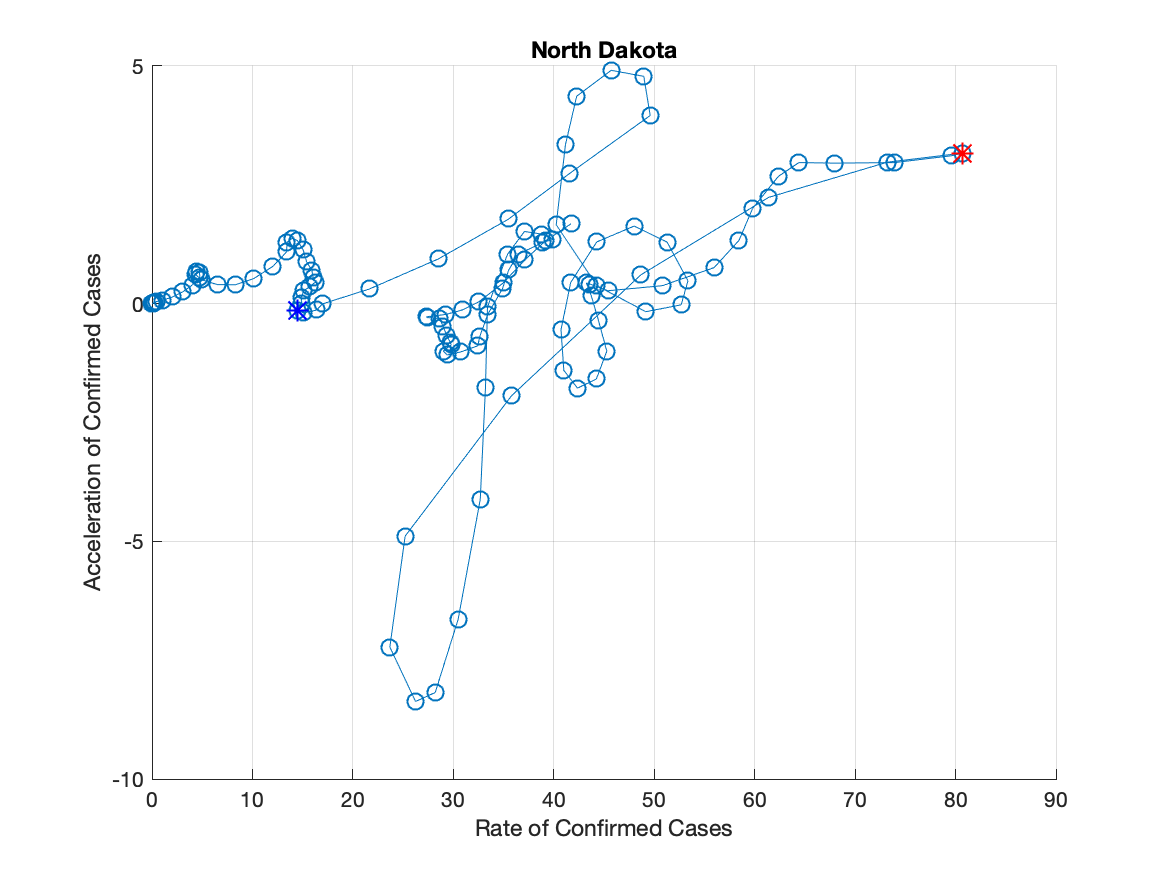 North Dakota
Acceleration of Confirmed Cases
5
0
-5
-10
0 10 20 30 40 50 60 70 80 90
Rate of Confirmed Cases